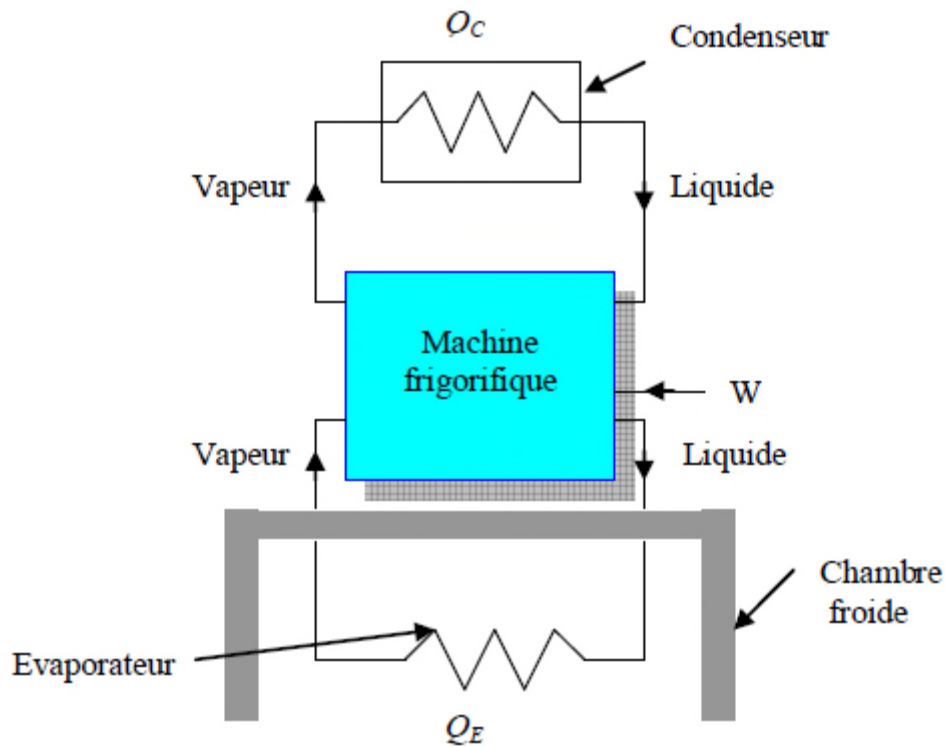 Q_C
Condenseur
Vapeur
Liquide
Machine
frigorifique
W
Vapeur
Liquide
Chambre
froide
Evaporateur
Q_E